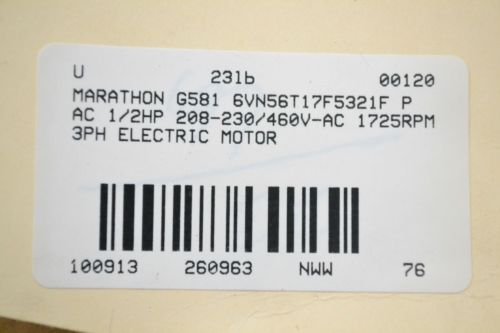 U 231b 00120
MARATHON G581 6VN56T17F5321F P
AC 1/2HP 208-230/460V-AC 1725RPM
3PH ELECTRIC MOTOR
100913 260963 NWW 76